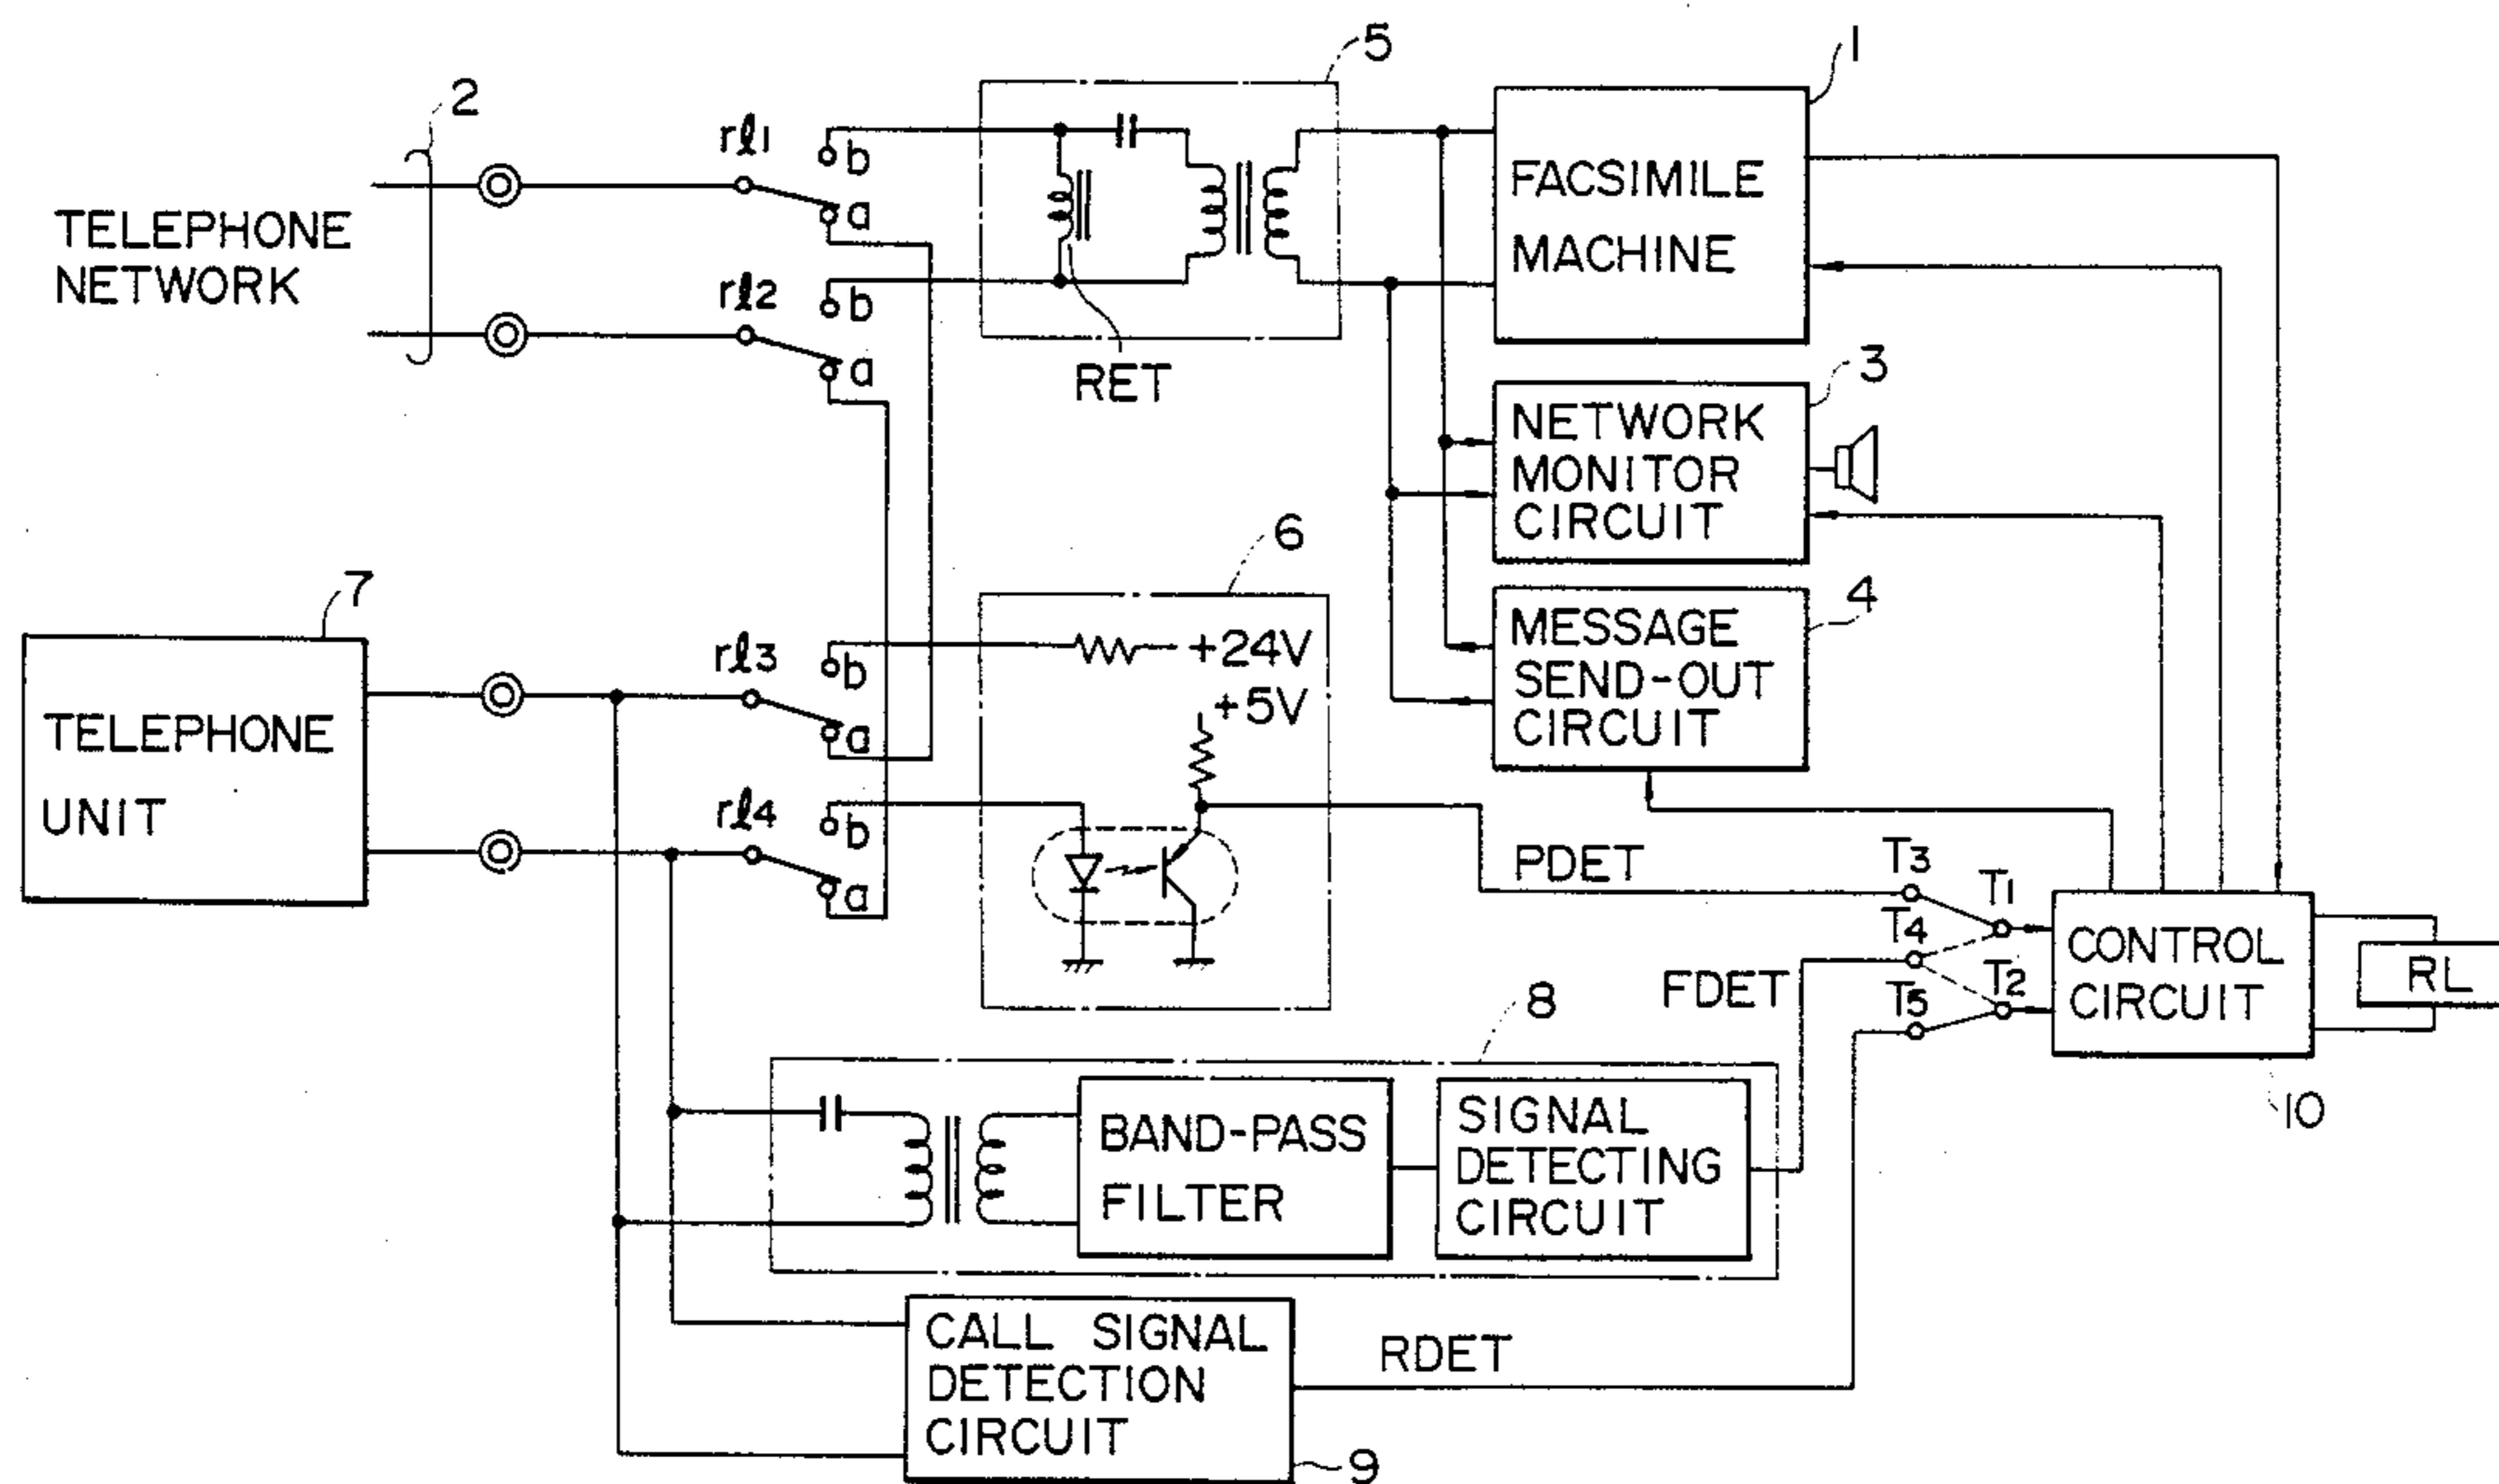 5
1
2
rl1
b
a
FACSIMILE
MACHINE
TELEPHONE
NETWORK
rl2
b
a
RET
3
NETWORK
MONITOR
CIRCUIT
6
7
4
MESSAGE
SEND-OUT
CIRCUIT
rl3
b
a
+24V
+5V
TELEPHONE
UNIT
rl4
b
a
PDET
T3
T1
T4
T2
T5
CONTROL
CIRCUIT
RL
FDET
8
10
BAND-PASS
FILTER
SIGNAL
DETECTING
CIRCUIT
CALL SIGNAL
DETECTION
CIRCUIT
RDET
9